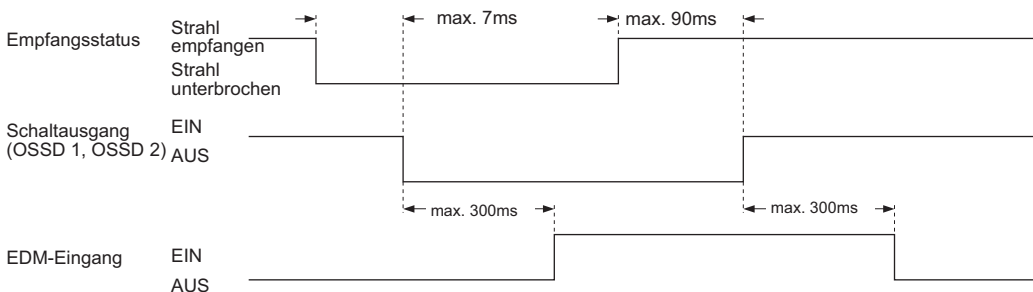 max. 7ms
max. 90ms
Empfangsstatus
Strahl
empfangen
Strahl
unterbrochen
Schaltausgang
(OSSD 1, OSSD 2)
EIN
AUS
max. 300ms
max. 300ms
EDM-Eingang
EIN
AUS